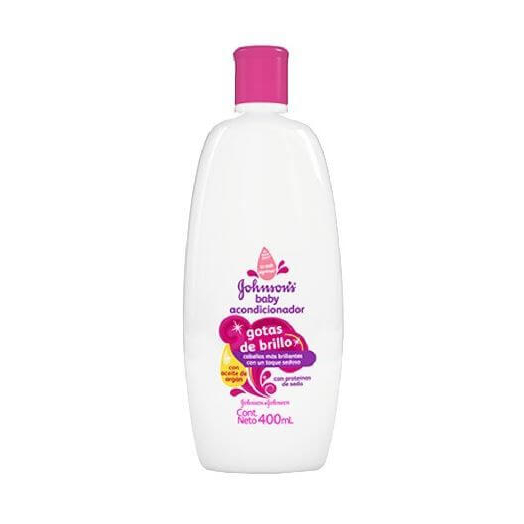 Johnson's
baby
acondicionador
gotas
de brillo
cabellos más brillantes
con un toque sedoso
con
aceite de
argán
con proteínas
de seda
Johnson & Johnson
Cont.
Neto 400mL